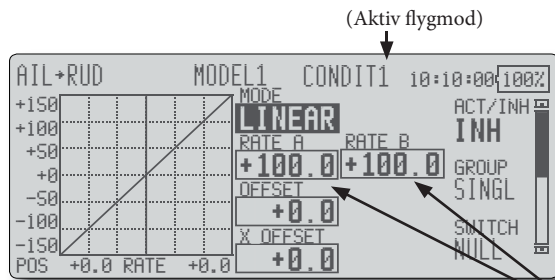 (Aktiv flygmod)
AIL→RUD MODEL1 CONDIT1 10:10:00 100%
+150
+100
+50
+0
-50
-100
-150
POS +0.0 RATE +0.0
MODE
LINEAR
RATE A RATE B
+100.0 +100.0
OFFSET
+0.0
X OFFSET
+0.0
ACT/INH
INH
GROUP
SINGL
SWITCH
NULL